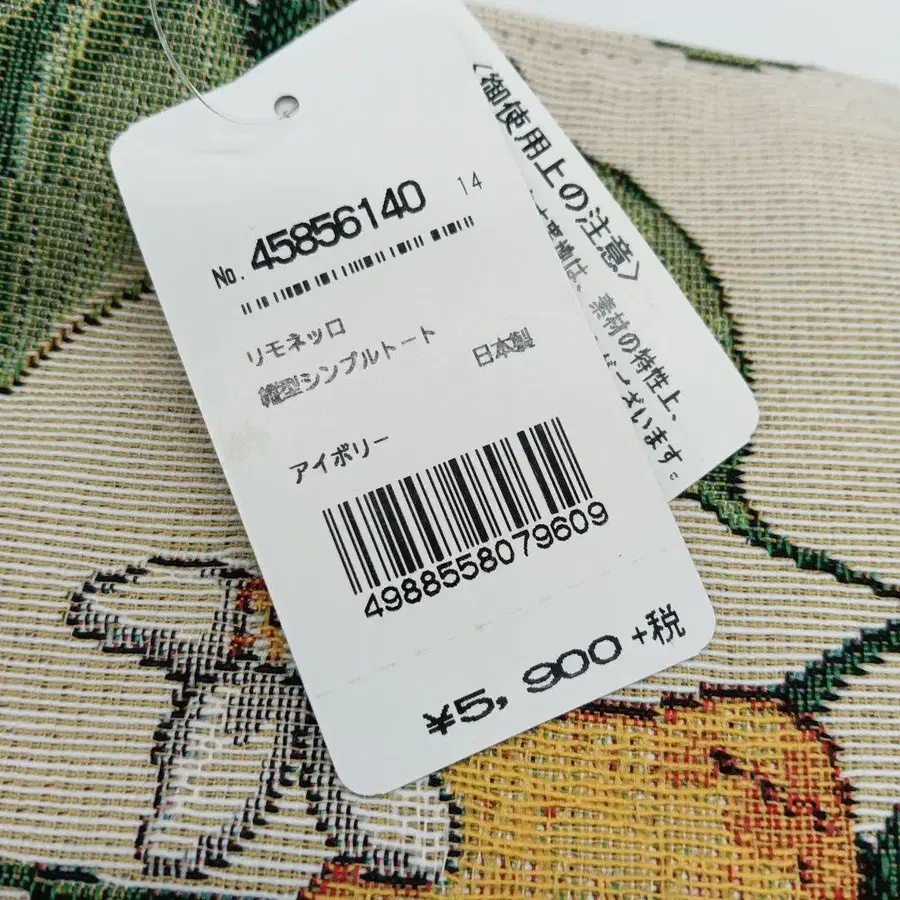 No. 45856140 14
リモネッロ
縦型シンプルトート 日本製
アイボリー
4988558079609
¥5,900+税
〈御使用上の注意〉
素材の特性上、
ございます。